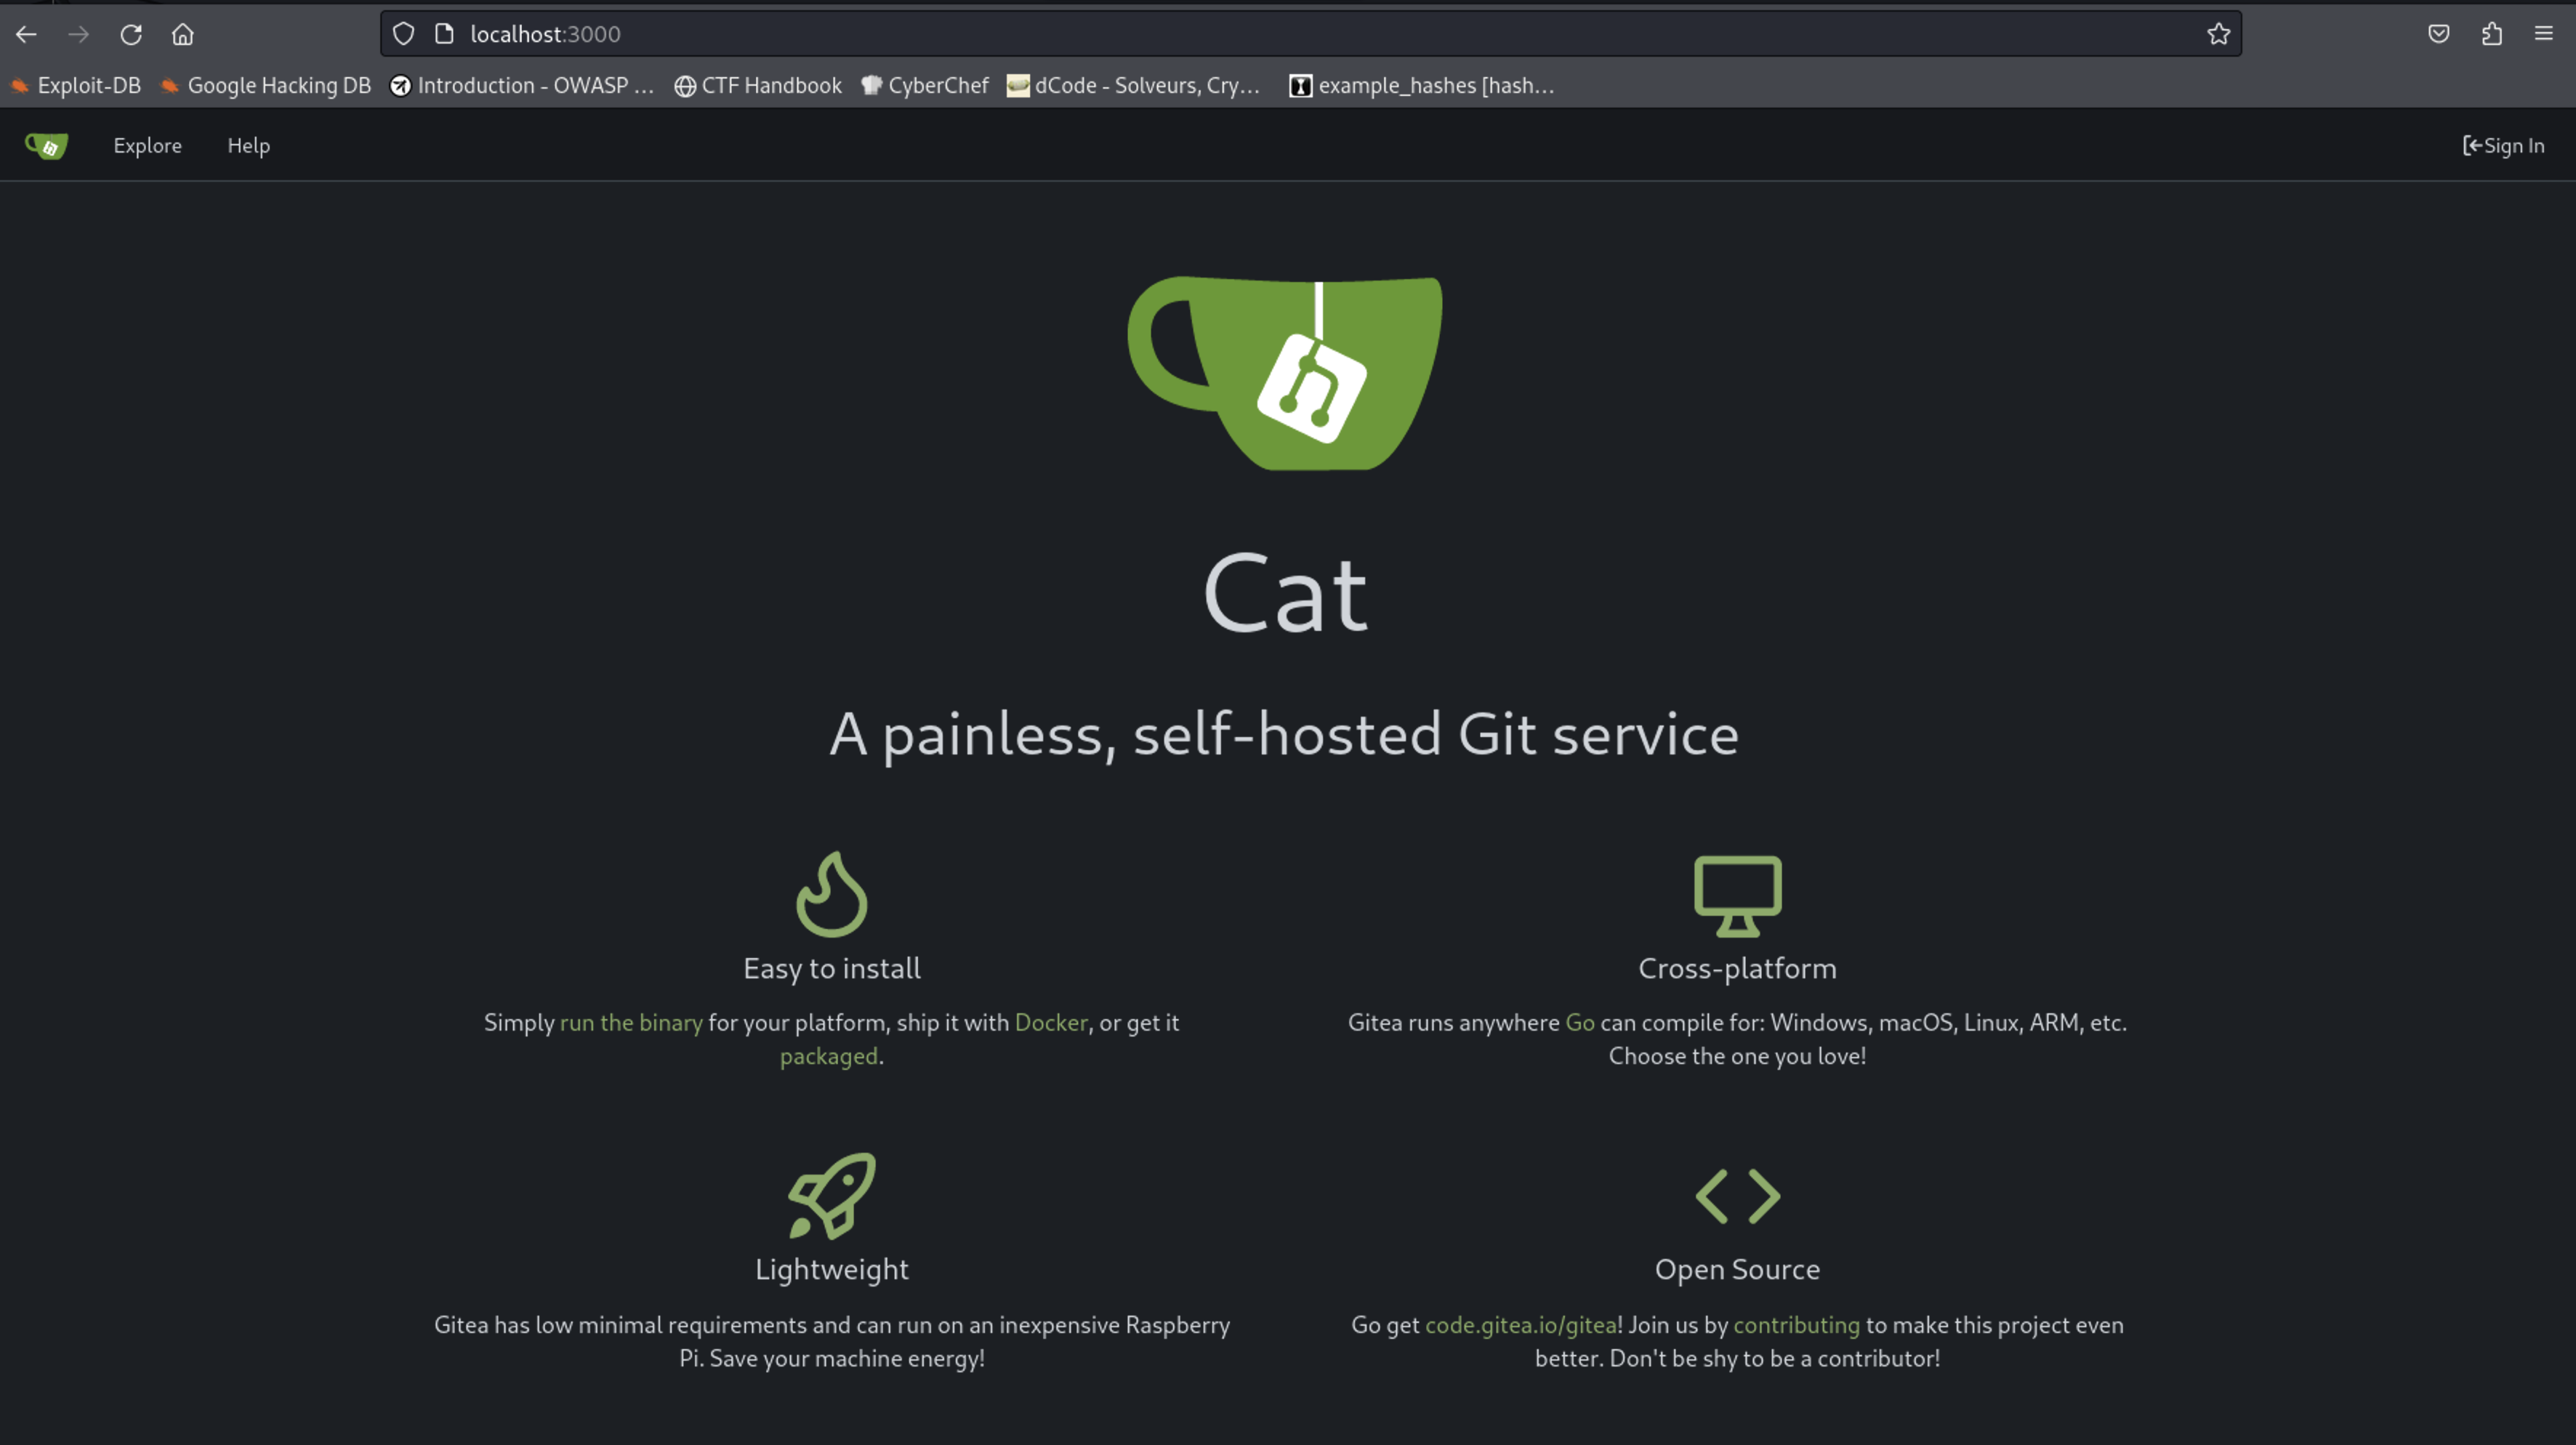 localhost:3000
Exploit-DB Google Hacking DB Introduction - OWASP ... CTF Handbook CyberChef dCode - Solveurs, Cry... example_hashes [hash...
Explore Help Sign In
Cat
A painless, self-hosted Git service
Easy to install
Simply run the binary for your platform, ship it with Docker, or get it
packaged.
Cross-platform
Gitea runs anywhere Go can compile for: Windows, macOS, Linux, ARM, etc.
Choose the one you love!
Lightweight
Gitea has low minimal requirements and can run on an inexpensive Raspberry
Pi. Save your machine energy!
Open Source
Go get code.gitea.io/gitea! Join us by contributing to make this project even
better. Don't be shy to be a contributor!